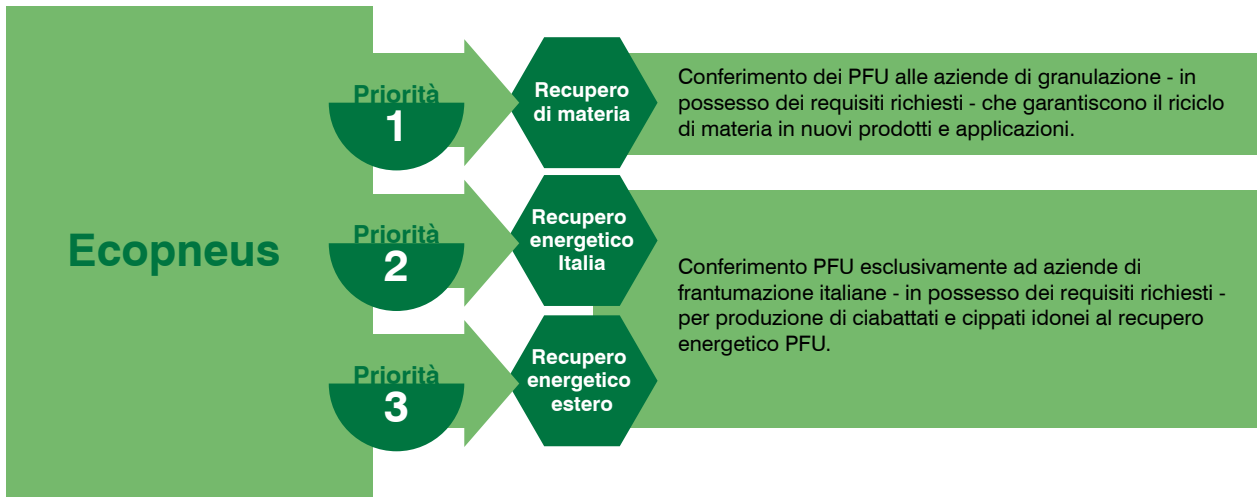 Ecopneus
Priorità
1
Recupero
di materia
Conferimento dei PFU alle aziende di granulazione - in
possesso dei requisiti richiesti - che garantiscono il riciclo
di materia in nuovi prodotti e applicazioni.
Priorità
2
Recupero
energetico
Italia
Priorità
3
Recupero
energetico
estero
Conferimento PFU esclusivamente ad aziende di
frantumazione italiane - in possesso dei requisiti richiesti -
per produzione di ciabattati e cippati idonei al recupero
energetico PFU.